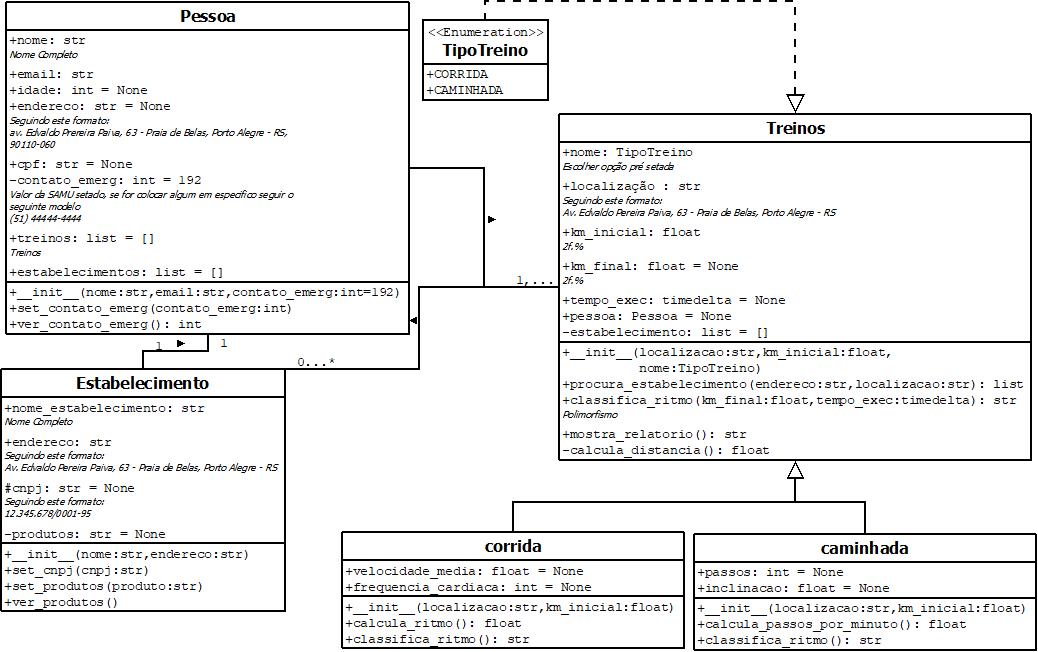 Pessoa
+nome: str
Nome Completo
+email: str
+idade: int = None
+endereco: str = None
Seguindo este formato:
av. Edvaldo Prereira Paiva, 63 - Praia de Belas, Porto Alegre - RS,
90110-060
+cpf: str = None
-contato_emerg: int = 192
Valor da SAMU setado, se for colocar algum em especifico seguir o
seguinte modelo
(51) 44444-4444
+treinos: list = []
Treinos
+estabelecimentos: list = []
+__init__(nome:str,email:str,contato_emerg:int=192)
+set_contato_emerg(contato_emerg:int)
+ver_contato_emerg(): int
<<Enumeration>>
TipoTreino
+CORRIDA
+CAMINHADA
Treinos
+nome: TipoTreino
Escolher opção pré setada
+localização : str
Seguindo este formato:
Av. Edvaldo Pereira Paiva, 63 - Praia de Belas, Porto Alegre - RS
+km_inicial: float
2f.%
+km_final: float = None
2f.%
+tempo_exec: timedelta = None
+pessoa: Pessoa = None
-estabelecimento: list = []
+__init__(localizacao:str,km_inicial:float,
nome:TipoTreino)
+procura_estabelecimento(endereco:str,localizacao:str): list
+classifica_ritmo(km_final:float,tempo_exec:timedelta): str
Polimorfismo
+mostra_relatorio(): str
-calcula_distancia(): float
1,...
1
1
0...*
Estabelecimento
+nome_estabelecimento: str
Nome Completo
+endereco: str
Seguindo este formato:
Av. Edvaldo Pereira Paiva, 63 - Praia de Belas, Porto Alegre - RS
#cnpj: str = None
Seguindo este formato:
12.345.678/0001-95
-produtos: str = None
+__init__(nome:str,endereco:str)
+set_cnpj(cnpj:str)
+set_produtos(produto:str)
+ver_produtos()
corrida
+velocidade_media: float = None
+frequencia_cardiaca: int = None
+__init__(localizacao:str,km_inicial:float)
+calcula_ritmo(): float
+classifica_ritmo(): str
caminhada
+passos: int = None
+inclinacao: float = None
+__init__(localizacao:str,km_inicial:float)
+calcula_passos_por_minuto(): float
+classifica_ritmo(): str